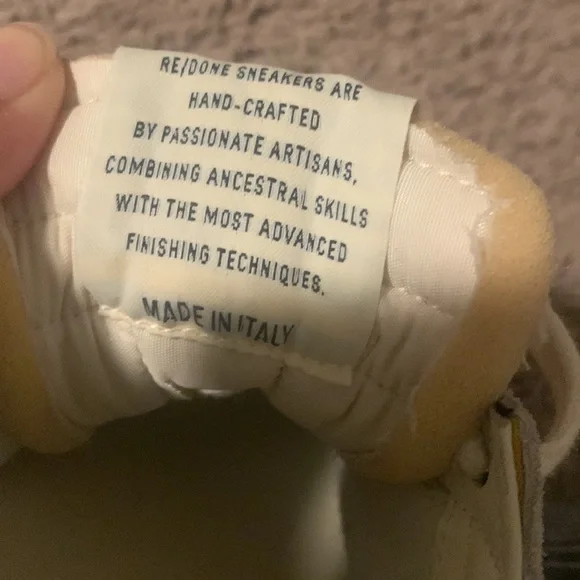 RE/DONE SNEAKERS ARE
HAND-CRAFTED
BY PASSIONATE ARTISANS,
COMBINING ANCESTRAL SKILLS
WITH THE MOST ADVANCED
FINISHING TECHNIQUES.
MADE IN ITALY